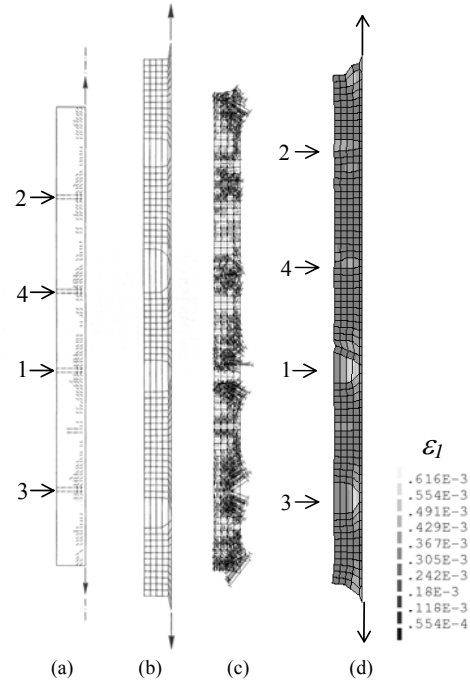 2
4
1
3
2
4
1
3
ε1
.616E-3
.554E-3
.491E-3
.429E-3
.367E-3
.305E-3
.242E-3
.18E-3
.118E-3
.554E-4
(a)
(b)
(c)
(d)